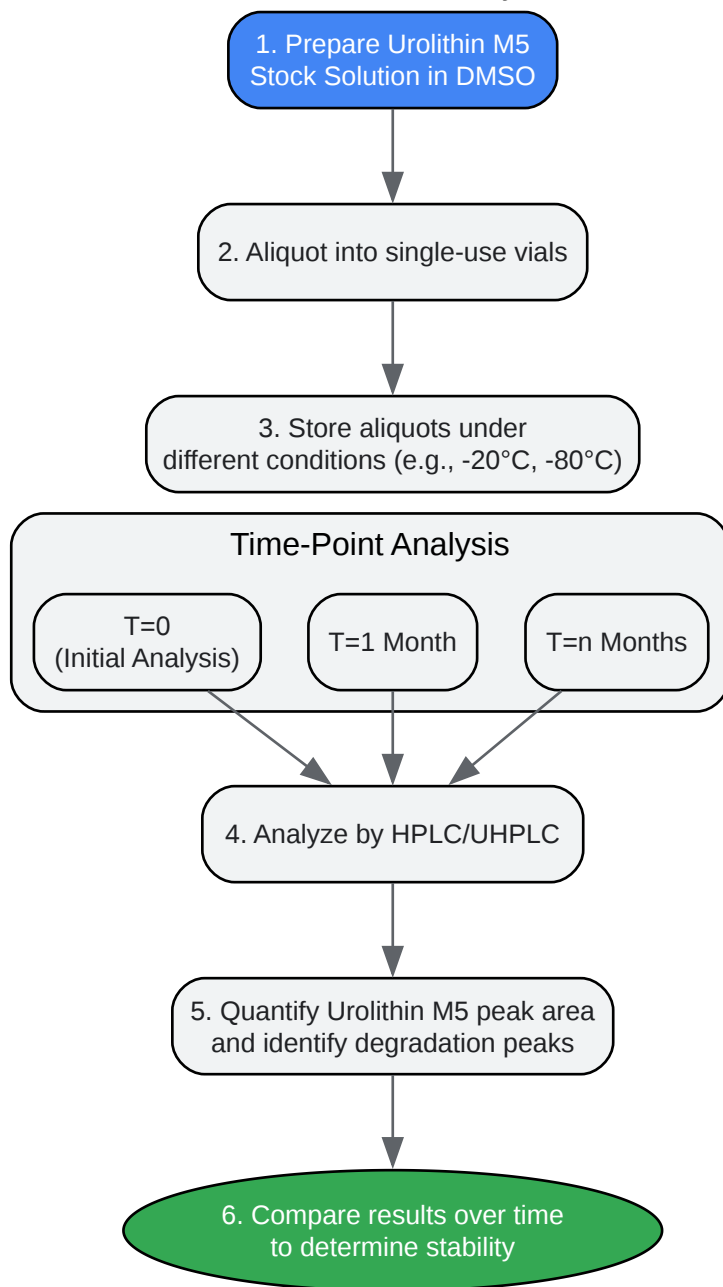 1. Prepare Urolithin M5
Stock Solution in DMSO
2. Aliquot into single-use vials
3. Store aliquots under
different conditions (e.g., -20°C, -80°C)
Time-Point Analysis
T=0
(Initial Analysis)
T=1 Month
T=n Months
4. Analyze by HPLC/UHPLC
5. Quantify Urolithin M5 peak area
and identify degradation peaks
6. Compare results over time
to determine stability